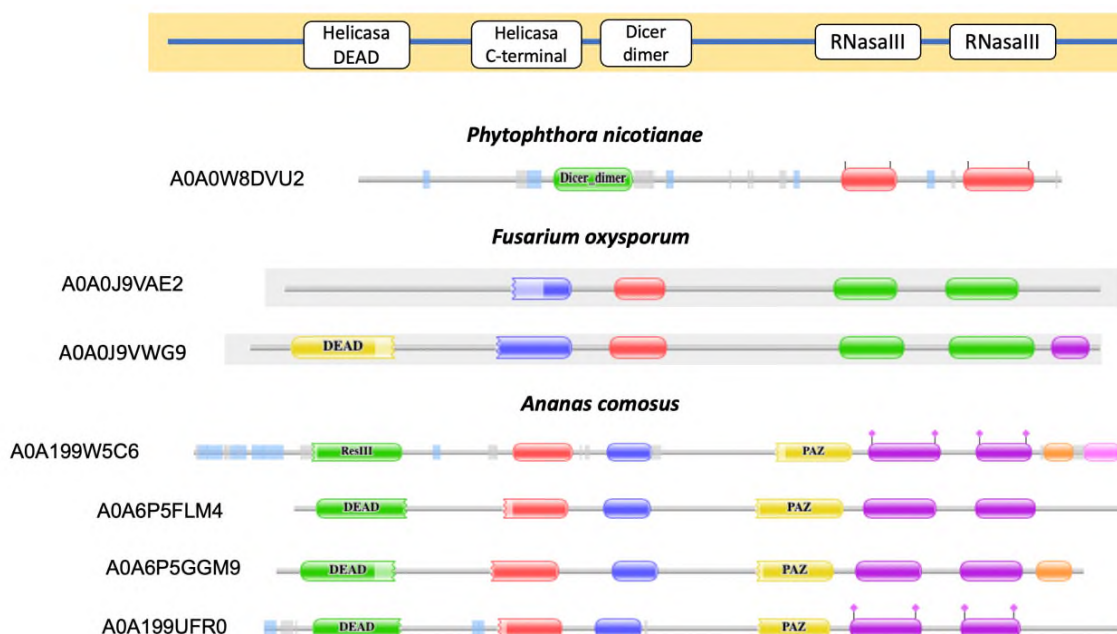 Helicasa
DEAD
Helicasa
C-terminal
Dicer
dimer
RNasaIII
RNasaIII
Phytophthora nicotianae
A0A0W8DVU2
Dicer_dimer
Fusarium oxysporum
A0A0J9VAE2
A0A0J9VWG9
DEAD
Ananas comosus
A0A199W5C6
ResIII
PAZ
A0A6P5FLM4
DEAD
PAZ
A0A6P5GGM9
DEAD
PAZ
A0A199UFR0
DEAD
PAZ